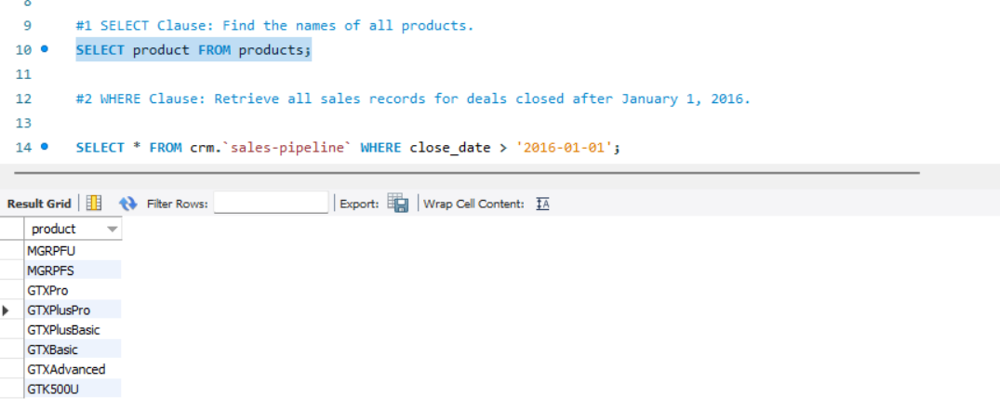 8
9 #1 SELECT Clause: Find the names of all products.
10 SELECT product FROM products;
11
12 #2 WHERE Clause: Retrieve all sales records for deals closed after January 1, 2016.
13
14 SELECT * FROM crm.`sales-pipeline` WHERE close_date > '2016-01-01';
Result Grid Filter Rows: Export: Wrap Cell Content: IA
product
MGRPFU
MGRPFS
GTXPro
GTXPlusPro
GTXPlusBasic
GTXBasic
GTXAdvanced
GTK500U